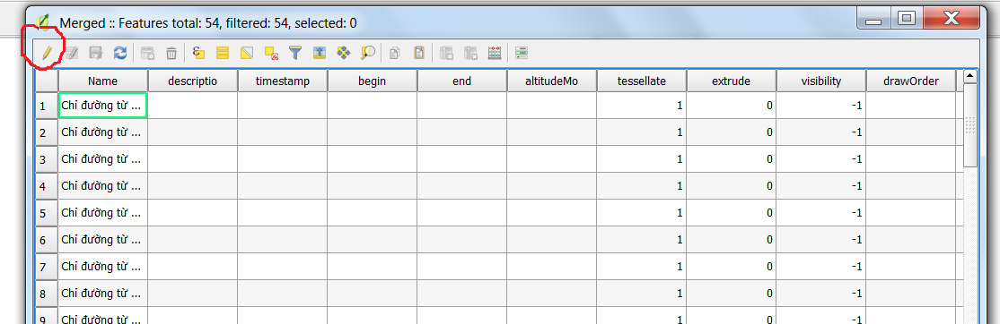 Merged :: Features total: 54, filtered: 54, selected: 0
Name descriptio timestamp begin end altitudeMo tessellate extrude visibility drawOrder
1 Chỉ đường từ ... 1 0 -1
2 Chỉ đường từ ... 1 0 -1
3 Chỉ đường từ ... 1 0 -1
4 Chỉ đường từ ... 1 0 -1
5 Chỉ đường từ ... 1 0 -1
6 Chỉ đường từ ... 1 0 -1
7 Chỉ đường từ ... 1 0 -1
8 Chỉ đường từ ... 1 0 -1
9 Chỉ đường từ ... 1 0 -1